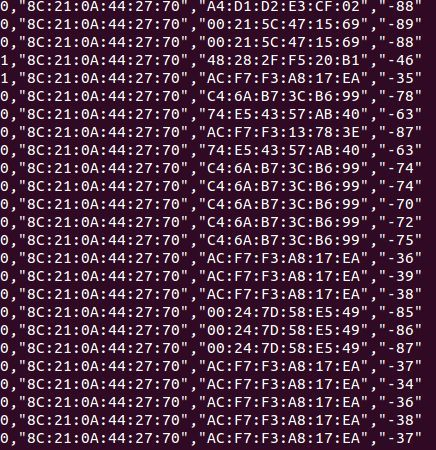 0,"8C:21:0A:44:27:70","A4:D1:D2:E3:CF:02","-88"
0,"8C:21:0A:44:27:70","00:21:5C:47:15:69","-89"
0,"8C:21:0A:44:27:70","00:21:5C:47:15:69","-88"
1,"8C:21:0A:44:27:70","48:28:2F:F5:20:B1","-46"
1,"8C:21:0A:44:27:70","AC:F7:F3:A8:17:EA","-35"
0,"8C:21:0A:44:27:70","C4:6A:B7:3C:B6:99","-78"
0,"8C:21:0A:44:27:70","74:E5:43:57:AB:40","-63"
0,"8C:21:0A:44:27:70","AC:F7:F3:13:78:3E","-87"
0,"8C:21:0A:44:27:70","74:E5:43:57:AB:40","-63"
0,"8C:21:0A:44:27:70","C4:6A:B7:3C:B6:99","-74"
0,"8C:21:0A:44:27:70","C4:6A:B7:3C:B6:99","-74"
0,"8C:21:0A:44:27:70","C4:6A:B7:3C:B6:99","-70"
0,"8C:21:0A:44:27:70","C4:6A:B7:3C:B6:99","-72"
0,"8C:21:0A:44:27:70","C4:6A:B7:3C:B6:99","-75"
0,"8C:21:0A:44:27:70","AC:F7:F3:A8:17:EA","-36"
0,"8C:21:0A:44:27:70","AC:F7:F3:A8:17:EA","-39"
0,"8C:21:0A:44:27:70","AC:F7:F3:A8:17:EA","-38"
0,"8C:21:0A:44:27:70","00:24:7D:58:E5:49","-85"
0,"8C:21:0A:44:27:70","00:24:7D:58:E5:49","-86"
0,"8C:21:0A:44:27:70","00:24:7D:58:E5:49","-87"
0,"8C:21:0A:44:27:70","AC:F7:F3:A8:17:EA","-37"
0,"8C:21:0A:44:27:70","AC:F7:F3:A8:17:EA","-34"
0,"8C:21:0A:44:27:70","AC:F7:F3:A8:17:EA","-36"
0,"8C:21:0A:44:27:70","AC:F7:F3:A8:17:EA","-38"
0,"8C:21:0A:44:27:70","AC:F7:F3:A8:17:EA","-37"